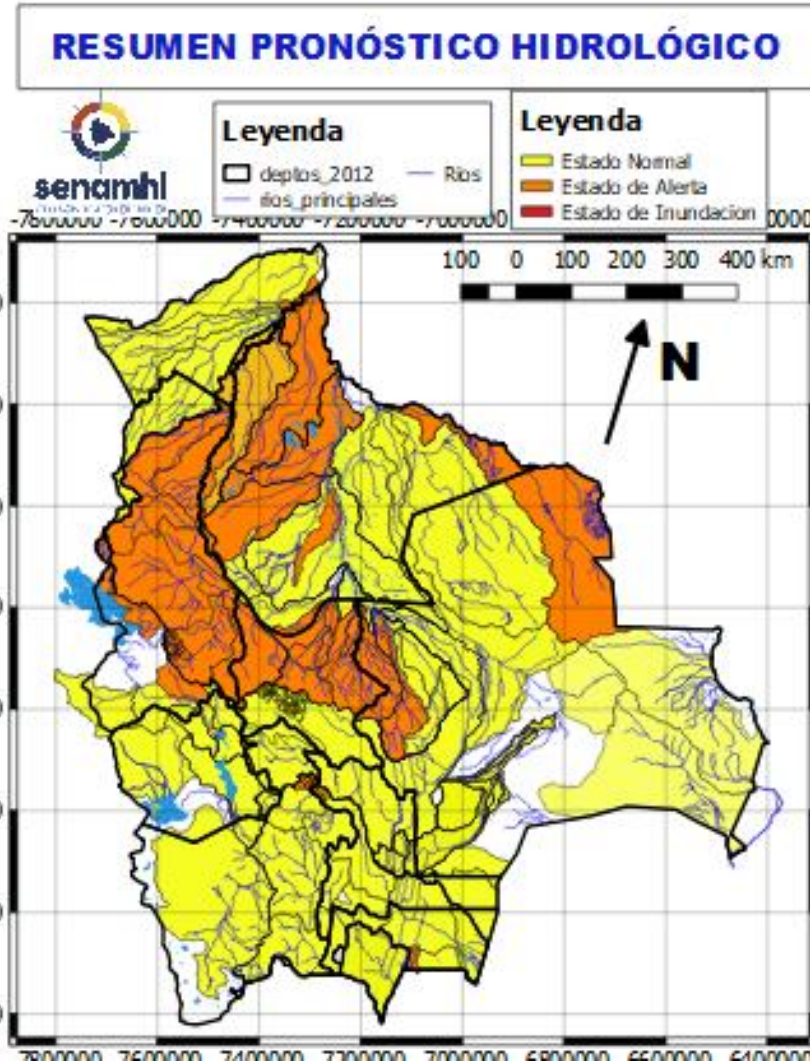 RESUMEN PRONÓSTICO HIDROLÓGICO
senamhi
Leyenda
deptos_2012
Rios
rios_principales
Leyenda
Estado Normal
Estado de Alerta
Estado de Inundacion
-7800000 -7600000 -7400000 -7200000 -7000000
100 0 100 200 300 400 km
N
7800000 7600000 7400000 7200000 7000000 6800000 6600000 6400000